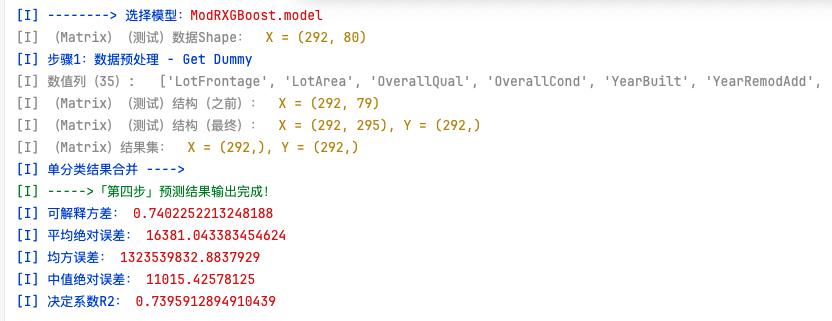 [I] --------> 选择模型：ModRXGBoost.model
[I] （Matrix）（测试）数据Shape： X = (292, 80)
[I] 步骤1：数据预处理 - Get Dummy
[I] 数值列（35）： ['LotFrontage', 'LotArea', 'OverallQual', 'OverallCond', 'YearBuilt', 'YearRemodAdd',
[I] （Matrix）（测试）结构（之前）： X = (292, 79)
[I] （Matrix）（测试）结构（最终）： X = (292, 295), Y = (292,)
[I] （Matrix）结果集： X = (292,), Y = (292,)
[I] 单分类结果合并 ---->
[I] ----->「第四步」预测结果输出完成！
[I] 可解释方差： 0.7402252213248188
[I] 平均绝对误差： 16381.043383454624
[I] 均方误差： 1323539832.8837929
[I] 中值绝对误差： 11015.42578125
[I] 决定系数R2： 0.7395912894910439